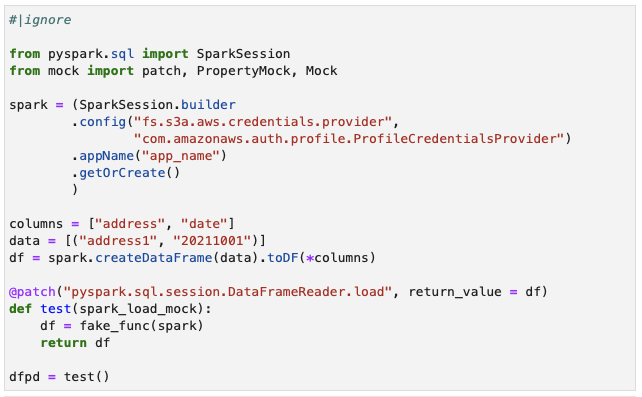 #|ignore
from pyspark.sql import SparkSession
from mock import patch, PropertyMock, Mock
spark = (SparkSession.builder
.config("fs.s3a.aws.credentials.provider",
"com.amazonaws.auth.profile.ProfileCredentialsProvider")
.appName("app_name")
.getOrCreate()
)
columns = ["address", "date"]
data = [("address1", "20211001")]
df = spark.createDataFrame(data).toDF(*columns)
@patch("pyspark.sql.session.DataFrameReader.load", return_value = df)
def test(spark_load_mock):
df = fake_func(spark)
return df
dfpd = test()